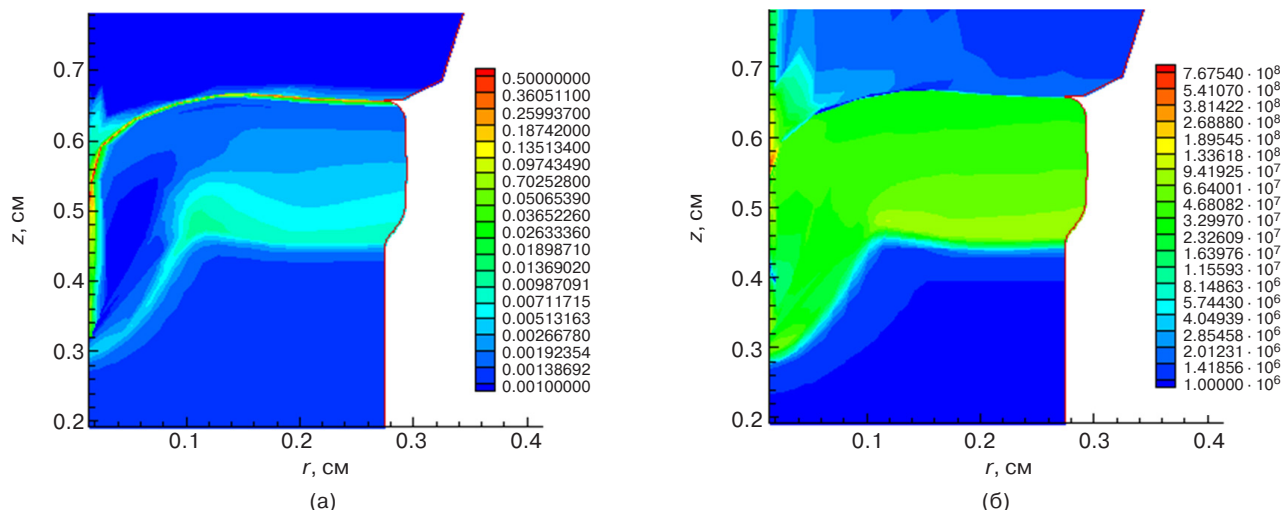 z, см
0.7
0.6
0.5
0.4
0.3
0.2
0.1
0.2
0.3
0.4
r, см
(а)
0.50000000
0.36051100
0.25993700
0.18742000
0.13513400
0.09743490
0.70252800
0.05065390
0.03652260
0.02633360
0.01898710
0.01369020
0.00987091
0.00711715
0.00513163
0.00266780
0.00192354
0.00138692
0.00100000
z, см
0.7
0.6
0.5
0.4
0.3
0.2
0.1
0.2
0.3
0.4
r, см
(б)
7.67540 · 10⁸
5.41070 · 10⁸
3.81422 · 10⁸
2.68880 · 10⁸
1.89545 · 10⁸
1.33618 · 10⁸
9.41925 · 10⁷
6.64001 · 10⁷
4.68082 · 10⁷
3.29970 · 10⁷
2.32609 · 10⁷
1.63976 · 10⁷
1.15593 · 10⁷
8.14863 · 10⁶
5.74430 · 10⁶
4.04939 · 10⁶
2.85458 · 10⁶
2.01231 · 10⁶
1.41856 · 10⁶
1.00000 · 10⁶